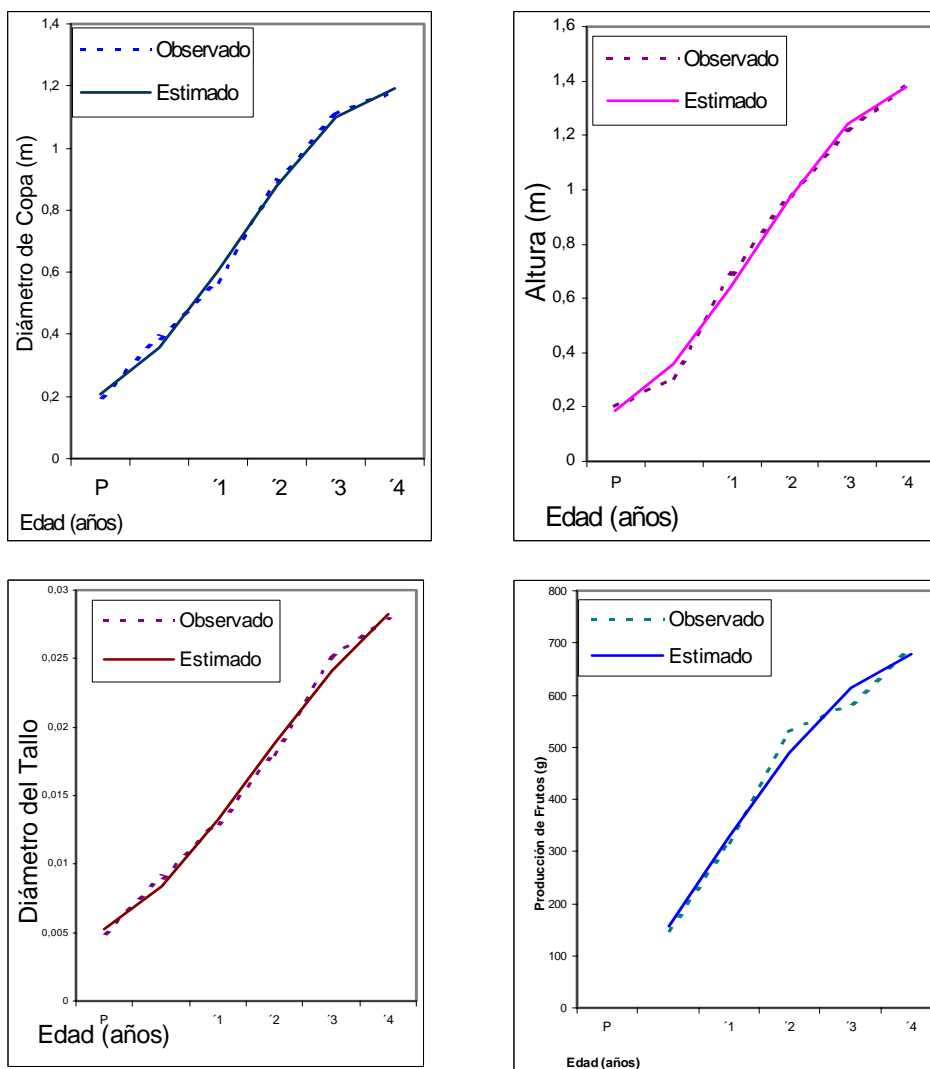 1,4
1,2
1
0,8
0,6
0,4
0,2
0
Diámetro de Copa (m)
Observado
Estimado
P ´1 ´2 ´3 ´4
Edad (años)
1,6
1,4
1,2
1
0,8
0,6
0,4
0,2
0
Altura (m)
Observado
Estimado
P ´1 ´2 ´3 ´4
Edad (años)
0,03
0,025
0,02
0,015
0,01
0,005
0
Diámetro del Tallo
Observado
Estimado
P ´1 ´2 ´3 ´4
Edad (años)
800
700
600
500
400
300
200
100
0
Producción de Frutos (g)
Observado
Estimado
P ´1 ´2 ´3 ´4
Edad (años)